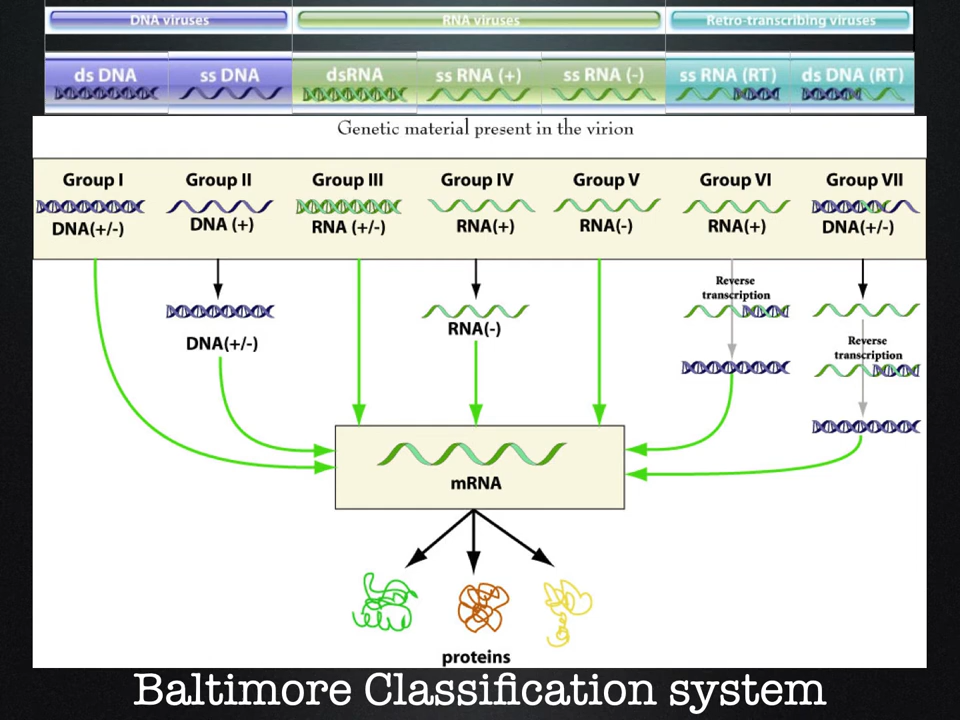 DNA viruses RNA viruses Retro-transcribing viruses
ds DNA ss DNA dsRNA ss RNA (+) ss RNA (-) ss RNA (RT) ds DNA (RT)
Genetic material present in the virion
Group I Group II Group III Group IV Group V Group VI Group VII
DNA(+/-) DNA (+) RNA (+/-) RNA(+) RNA(-) RNA(+) DNA(+/-)
Reverse
transcription
RNA(-)
DNA(+/-)
Reverse
transcription
mRNA
proteins
Baltimore Classification system